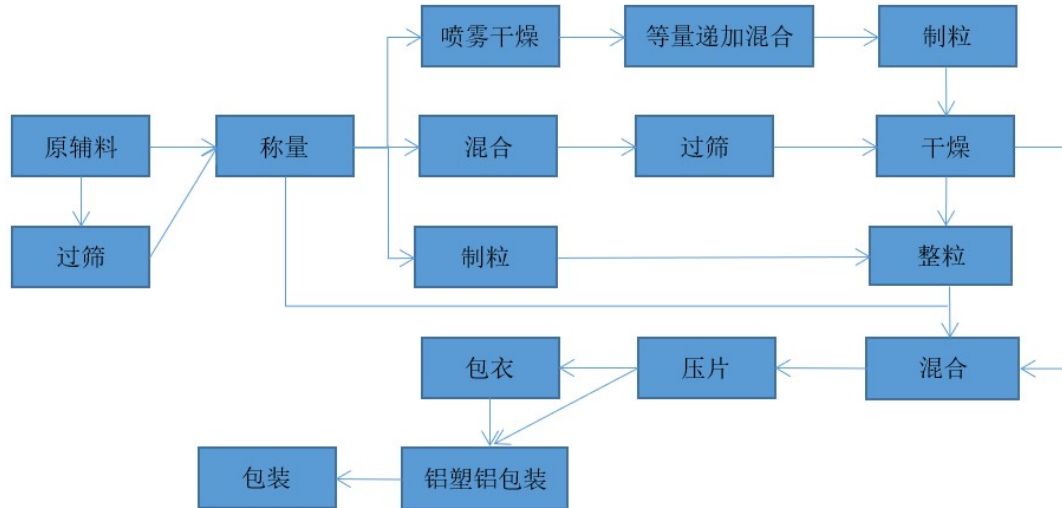 喷雾干燥
等量递加混合
制粒
原辅料
称量
混合
过筛
干燥
过筛
制粒
整粒
包衣
压片
混合
包装
铝塑铝包装